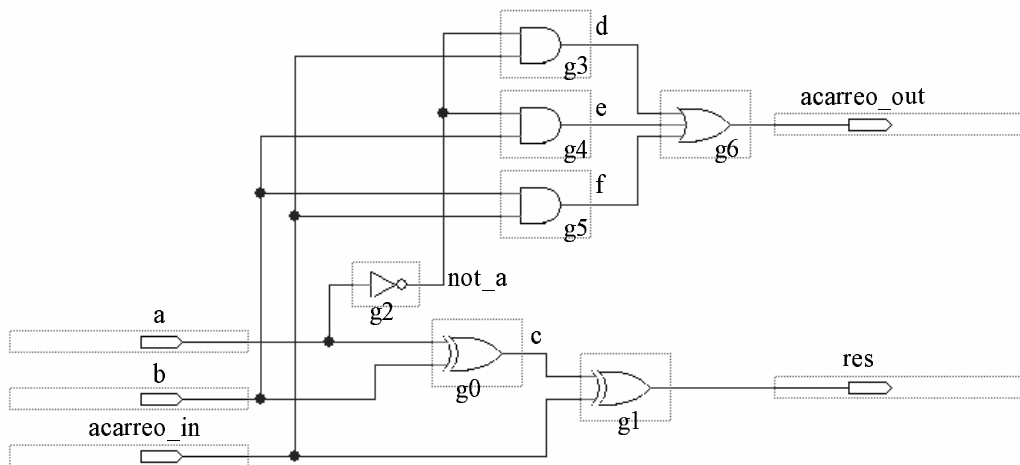 d
g3
e
g4
acarreo_out
g6
f
g5
not_a
g2
a
c
g0
res
b
g1
acarreo_in